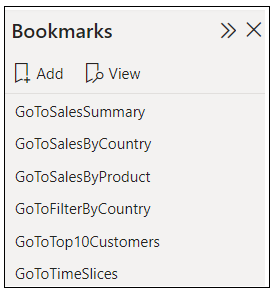 Bookmarks
Add View
GoToSalesSummary
GoToSalesByCountry
GoToSalesByProduct
GoToFilterByCountry
GoToTop10Customers
GoToTimeSlices